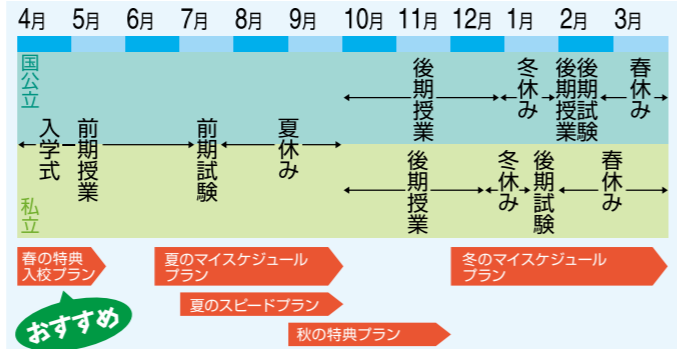 4月 5月 6月 7月 8月 9月 10月 11月 12月 1月 2月 3月
国公立
後期授業
冬休み
後期授業
後期試験
春休み
入学式
前期授業
前期試験
夏休み
私立
後期授業
冬休み
後期試験
春休み
春の特典
入校プラン
おすすめ
夏のマイスケジュール
プラン
冬のマイスケジュール
プラン
夏のスピードプラン
秋の特典プラン